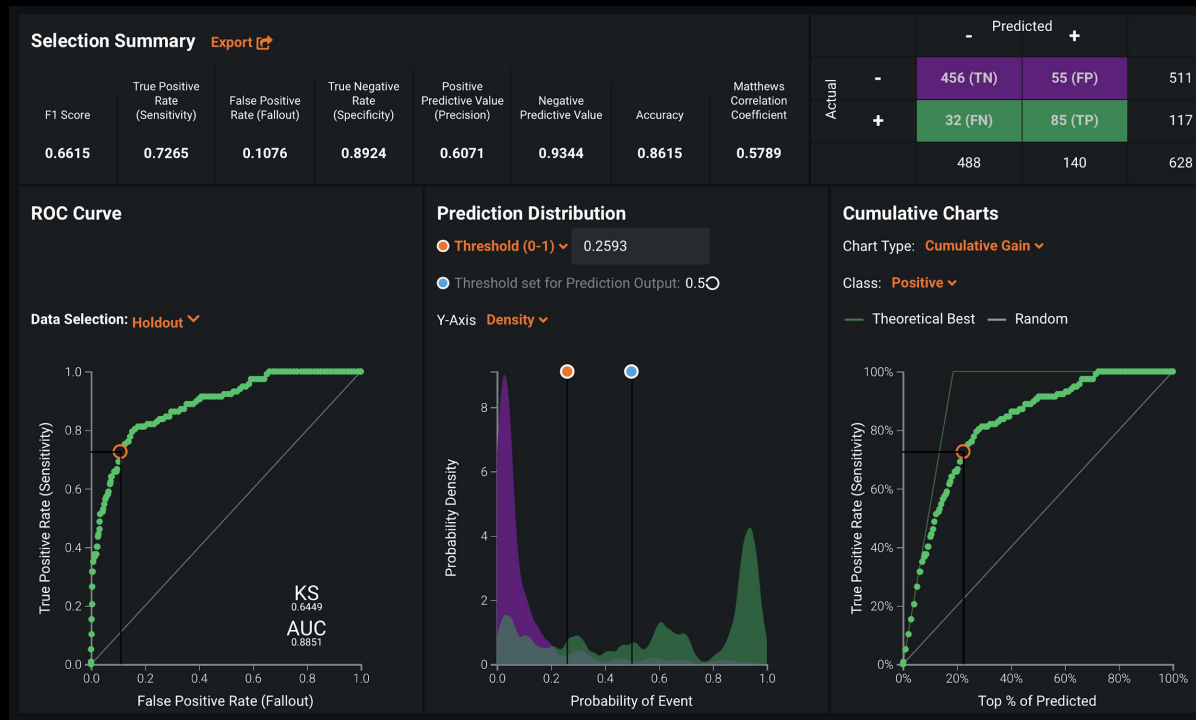 Selection Summary Export
F1 Score
True Positive
Rate
(Sensitivity)
False Positive
Rate (Fallout)
True Negative
Rate
(Specificity)
Positive
Predictive Value
(Precision)
Negative
Predictive Value
Accuracy
Matthews
Correlation
Coefficient
0.6615 0.7265 0.1076 0.8924 0.6071 0.9344 0.8615 0.5789
Predicted
- +
Actual
- 456 (TN) 55 (FP) 511
+ 32 (FN) 85 (TP) 117
488 140 628
ROC Curve
Data Selection: Holdout
True Positive Rate (Sensitivity)
1.0
0.8
0.6
0.4
0.2
0.0
KS
0.6449
AUC
0.8851
0.0 0.2 0.4 0.6 0.8 1.0
False Positive Rate (Fallout)
Prediction Distribution
Threshold (0-1) 0.2593
Threshold set for Prediction Output: 0.5
Y-Axis Density
Probability Density
8
6
4
2
0
0.0 0.2 0.4 0.6 0.8 1.0
Probability of Event
Cumulative Charts
Chart Type: Cumulative Gain
Class: Positive
Theoretical Best Random
True Positive Rate (Sensitivity)
100%
80%
60%
40%
20%
0%
0% 20% 40% 60% 80% 100%
Top % of Predicted